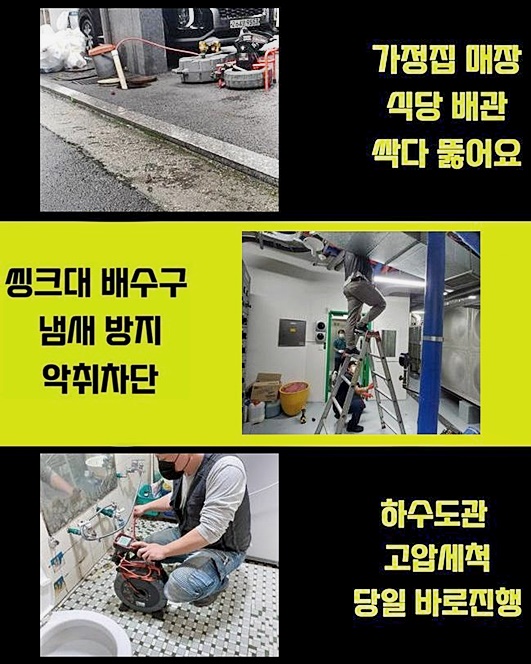 가정집 매장
식당 배관
싹다 뚫어요
씽크대 배수구
냄새 방지
악취차단
하수도관
고압세척
당일 바로진행